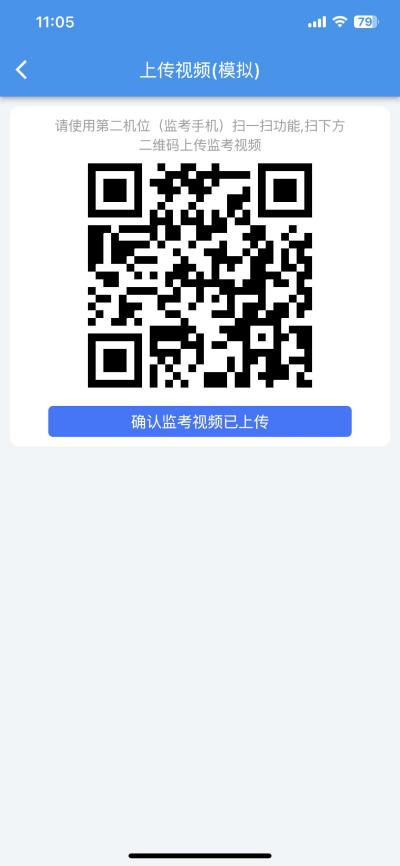 11:05
79
上传视频(模拟)
请使用第二机位（监考手机）扫一扫功能,扫下方
二维码上传监考视频
确认监考视频已上传